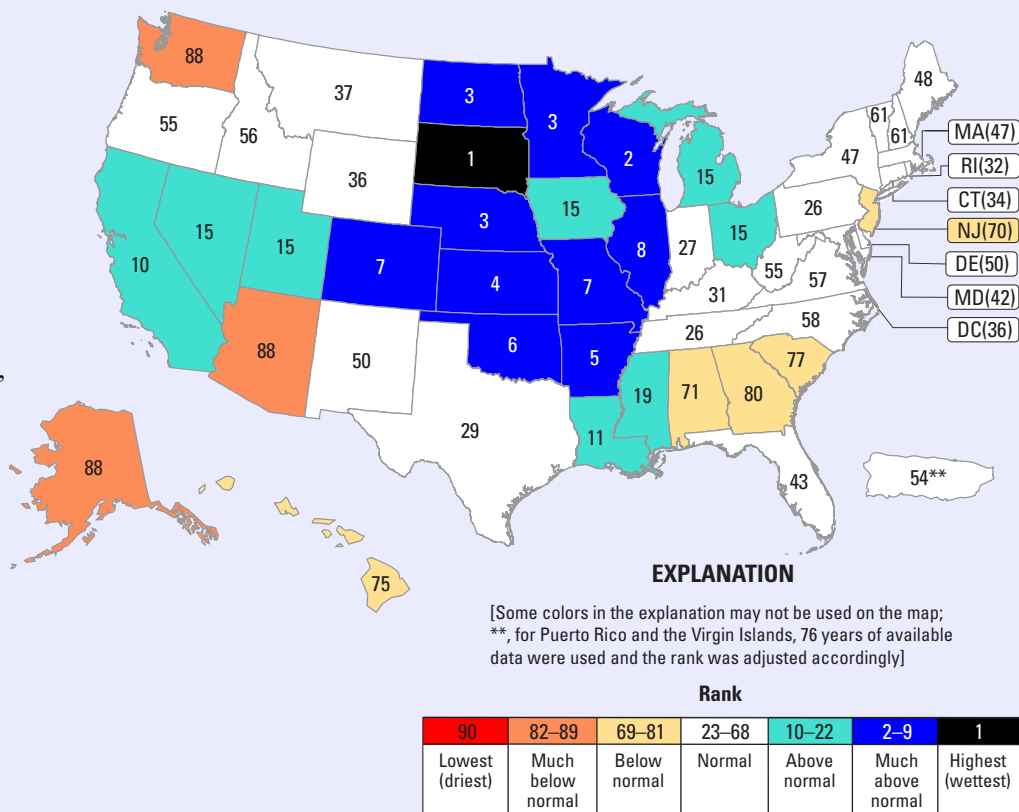 88
55
37
56
36
3
1
3
3
4
3
2
15
15
15
10
15
7
7
8
27
15
26
47
61
61
48
MA(47)
RI(32)
CT(34)
NJ(70)
DE(50)
MD(42)
DC(36)
55
57
31
26
58
77
88
50
6
5
29
11
19
71
80
43
,
88
75
54**
EXPLANATION
[Some colors in the explanation may not be used on the map;
**, for Puerto Rico and the Virgin Islands, 76 years of available
data were used and the rank was adjusted accordingly]
Rank
90 82–89 69–81 23–68 10–22 2–9 1
Lowest (driest)
Much below normal
Below normal
Normal
Above normal
Much above normal
Highest (wettest)